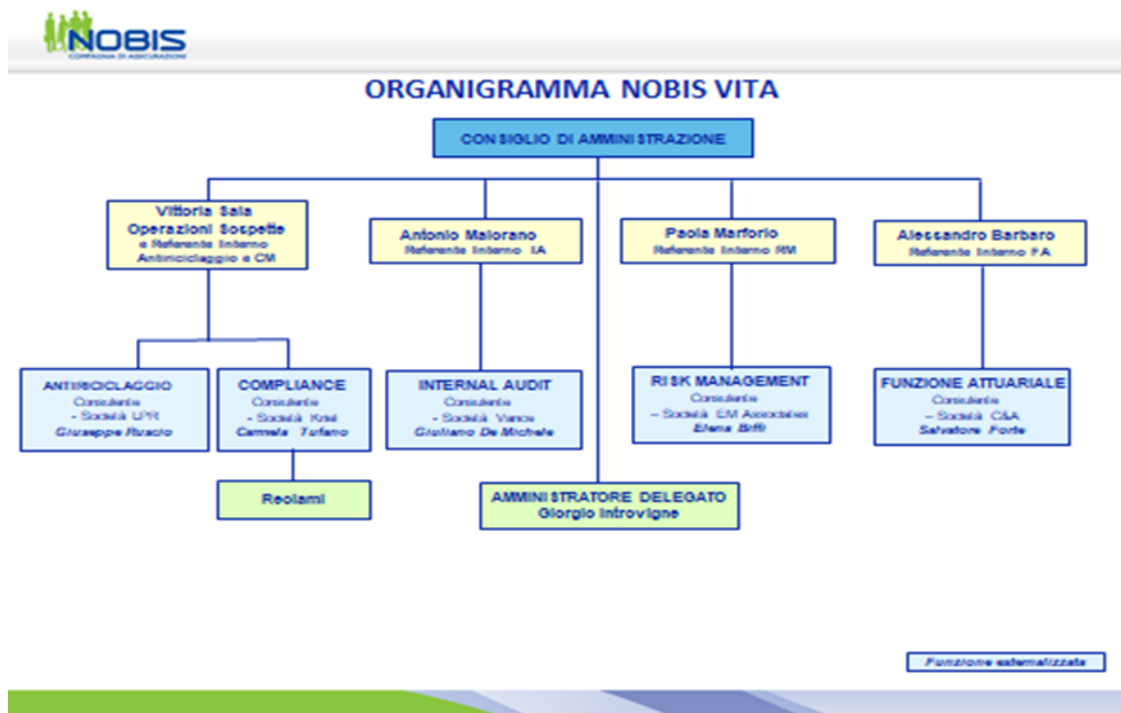 NOBIS
COMPAGNIA DI ASSICURAZIONI
ORGANIGRAMMA NOBIS VITA
CONSIGLIO DI AMMINISTRAZIONE
Vittoria Sala
Operazioni Sospette
e Referente Interno
Antiriciclaggio e CM
Antonio Maiorano
Referente Interno IA
Paola Marforio
Referente Interno RM
Alessandro Barbaro
Referente Interno FA
ANTIRICICLAGGIO
Consulente
- Società LPR
Giuseppe Ruscio
COMPLIANCE
Consulente
- Società Kriel
Carmela Tufano
INTERNAL AUDIT
Consulente
- Società Vance
Giuliano De Michele
RISK MANAGEMENT
Consulente
– Società EM Associates
Elena Biffi
FUNZIONE ATTUARIALE
Consulente
– Società C&A
Salvatore Forte
Reclami
AMMINISTRATORE DELEGATO
Giorgio Introvigne
Funzione esternalizzata